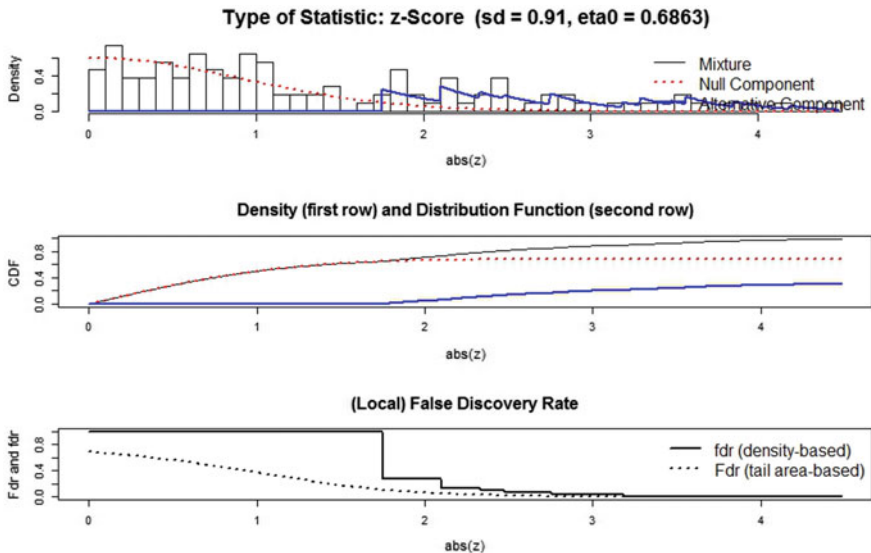 Type of Statistic: z-Score (sd = 0.91, eta0 = 0.6863)
Density
0.0 0.4
Mixture
Null Component
Alternative Component
0 1 2 3 4
abs(z)
Density (first row) and Distribution Function (second row)
CDF
0.0 0.4 0.8
0 1 2 3 4
abs(z)
(Local) False Discovery Rate
Fdr and fdr
0.0 0.4 0.8
fdr (density-based)
Fdr (tail area-based)
0 1 2 3 4
abs(z)